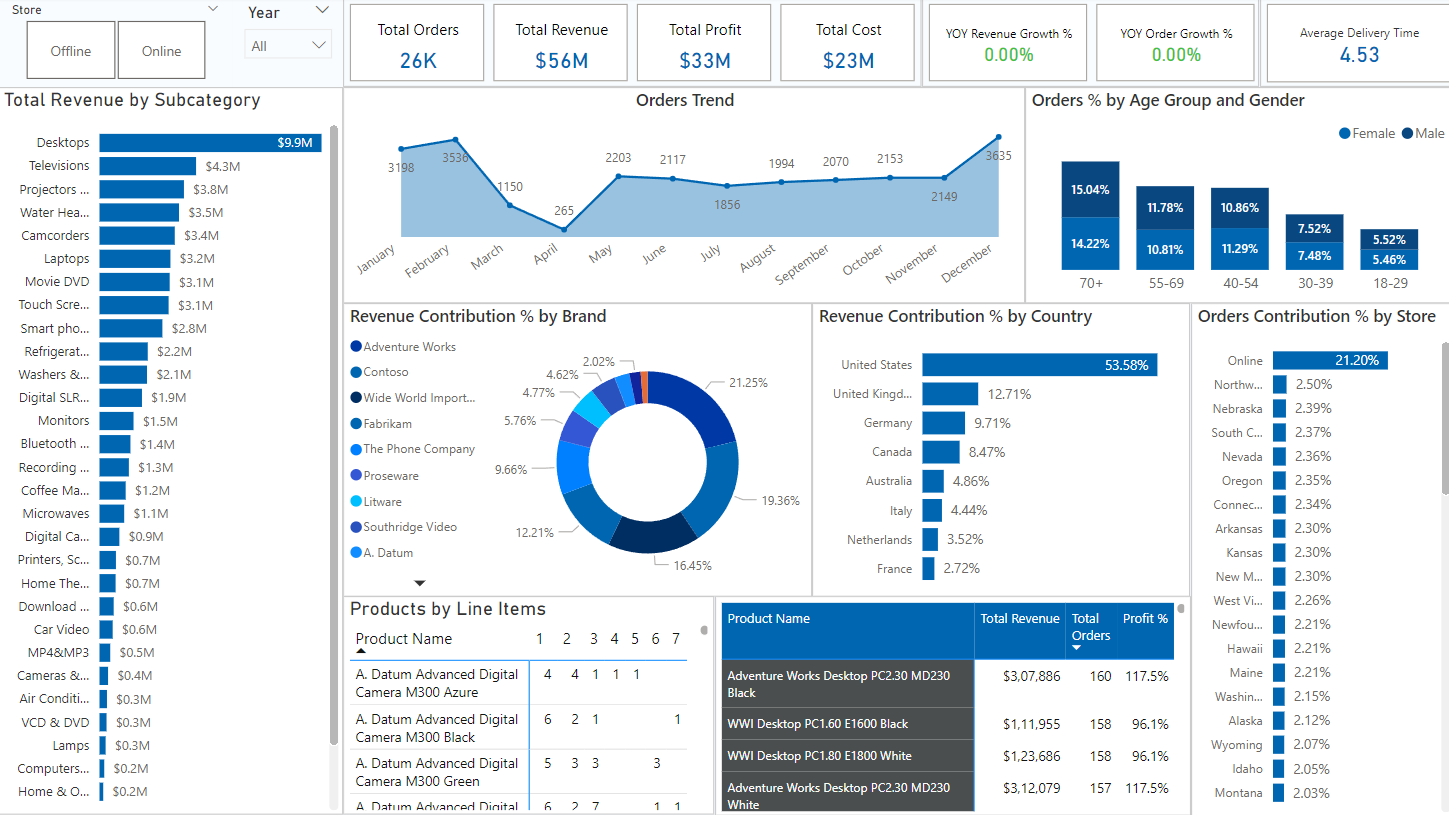 Store
Offline
Online
Year
All
Total Orders
26K
Total Revenue
$56M
Total Profit
$33M
Total Cost
$23M
YOY Revenue Growth %
0.00%
YOY Order Growth %
0.00%
Average Delivery Time
4.53
Total Revenue by Subcategory
Desktops $9.9M
Televisions $4.3M
Projectors ... $3.8M
Water Hea... $3.5M
Camcorders $3.4M
Laptops $3.2M
Movie DVD $3.1M
Touch Scre... $3.1M
Smart pho... $2.8M
Refrigerat... $2.2M
Washers &... $2.1M
Digital SLR... $1.9M
Monitors $1.5M
Bluetooth ... $1.4M
Recording ... $1.3M
Coffee Ma... $1.2M
Microwaves $1.1M
Digital Ca... $0.9M
Printers, Sc... $0.7M
Home The... $0.7M
Download ... $0.6M
Car Video $0.6M
MP4&MP3 $0.5M
Cameras &... $0.4M
Air Conditi... $0.3M
VCD & DVD $0.3M
Lamps $0.3M
Computers... $0.2M
Home & O... $0.2M
Orders Trend
3198 3536 1150 265 2203 2117 1856 1994 2070 2153 2149 3635
January February March April May June July August September October November December
Orders % by Age Group and Gender
Female Male
15.04% 11.78% 10.86% 7.52% 5.52%
14.22% 10.81% 11.29% 7.48% 5.46%
70+ 55-69 40-54 30-39 18-29
Revenue Contribution % by Brand
Adventure Works
Contoso
Wide World Import...
Fabrikam
The Phone Company
Proseware
Litware
Southridge Video
A. Datum
21.25%
19.36%
16.45%
12.21%
9.66%
5.76%
4.77%
4.62%
2.02%
Revenue Contribution % by Country
United States 53.58%
United Kingd... 12.71%
Germany 9.71%
Canada 8.47%
Australia 4.86%
Italy 4.44%
Netherlands 3.52%
France 2.72%
Orders Contribution % by Store
Online 21.20%
Northw... 2.50%
Nebraska 2.39%
South C... 2.37%
Nevada 2.36%
Oregon 2.35%
Connec... 2.34%
Arkansas 2.30%
Kansas 2.30%
New M... 2.30%
West Vi... 2.26%
Newfou... 2.21%
Hawaii 2.21%
Maine 2.21%
Washin... 2.15%
Alaska 2.12%
Wyoming 2.07%
Idaho 2.05%
Montana 2.03%
Products by Line Items
Product Name 1 2 3 4 5 6 7
A. Datum Advanced Digital
Camera M300 Azure 4 4 1 1 1
A. Datum Advanced Digital
Camera M300 Black 6 2 1 1
A. Datum Advanced Digital
Camera M300 Green 5 3 3 3
A. Datum Advanced Digital 6 2 7 1 1
Product Name Total Revenue Total
Orders Profit %
Adventure Works Desktop PC2.30 MD230
Black $3,07,886 160 117.5%
WWI Desktop PC1.60 E1600 Black $1,11,955 158 96.1%
WWI Desktop PC1.80 E1800 White $1,23,686 158 96.1%
Adventure Works Desktop PC2.30 MD230
White $3,12,079 157 117.5%